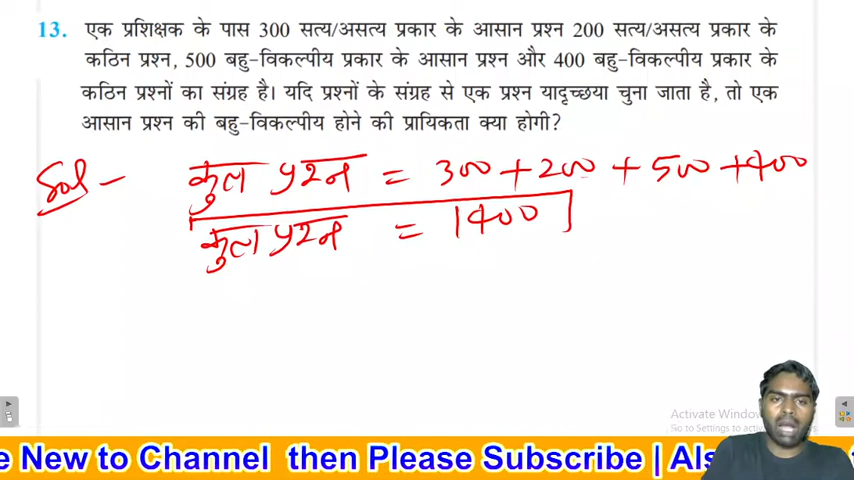 13. एक प्रशिक्षक के पास 300 सत्य/असत्य प्रकार के आसान प्रश्न 200 सत्य/असत्य प्रकार के
कठिन प्रश्न, 500 बहु-विकल्पीय प्रकार के आसान प्रश्न और 400 बहु-विकल्पीय प्रकार के
कठिन प्रश्नों का संग्रह है। यदि प्रश्नों के संग्रह से एक प्रश्न यादृच्छया चुना जाता है, तो एक
आसान प्रश्न की बहु-विकल्पीय होने की प्रायिकता क्या होगी?
Sol - कुल प्रश्न = 300 + 200 + 500 + 400
कुल प्रश्न = 1400
Activate Window
Go to Settings to activ
e New to Channel then Please Subscribe | Als